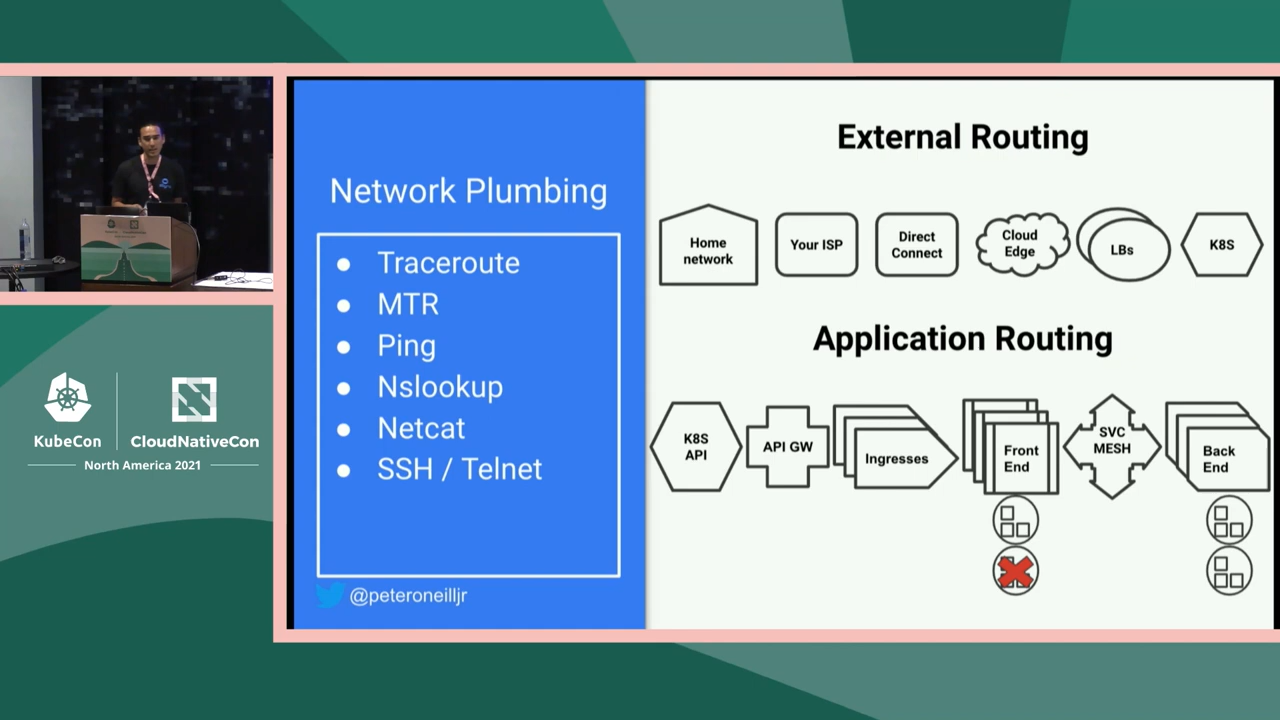 Network Plumbing
Traceroute
MTR
Ping
Nslookup
Netcat
SSH / Telnet
@peteroneilljr
External Routing
Home
network
Your ISP
Direct
Connect
Cloud
Edge
LBs
K8S
Application Routing
K8S
API
API GW
Ingresses
Front
End
SVC
MESH
Back
End
KubeCon
CloudNativeCon
North America 2021